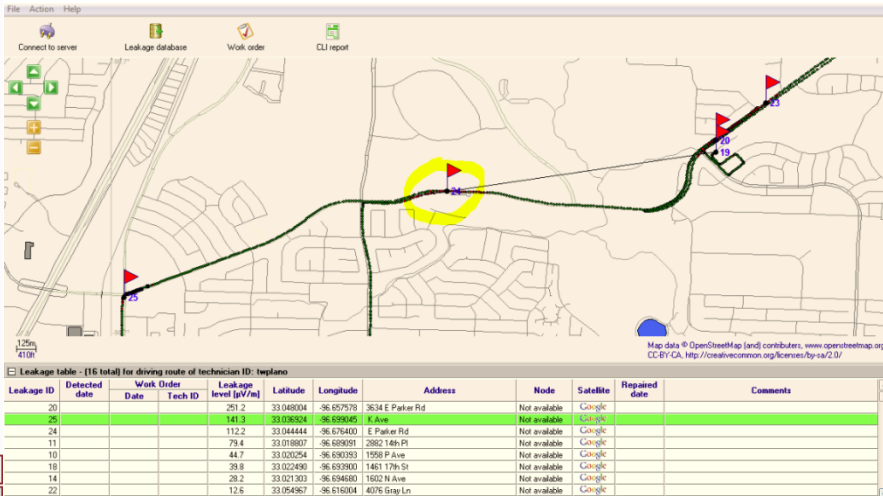 File Action Help
Connect to server Leakage database Work order CLI report
23
20
19
24
25
125m
410ft
Map data © OpenStreetMap (and) contributors, www.openstreetmap.org
CC-BY-CA, http://creativecommon.org/licenses/by-sa/2.0/
Leakage table - (16 total) for driving route of technician ID: twplano
Leakage ID Detected date Work Order Date Tech ID Leakage level [µV/m] Latitude Longitude Address Node Satellite Repaired date Comments
20 251.2 33.048004 -96.657578 3634 E Parker Rd Not available Google
25 141.3 33.036924 -96.699045 K Ave Not available Google
24 112.2 33.044444 -96.676400 E Parker Rd Not available Google
11 79.4 33.018807 -96.689091 2882 14th Pl Not available Google
10 44.7 33.020254 -96.690393 1558 P Ave Not available Google
18 39.8 33.022490 -96.693900 1461 17th St Not available Google
14 28.2 33.021303 -96.694680 1602 N Ave Not available Google
22 12.6 33.054967 -96.616004 4076 Gray Ln Not available Google